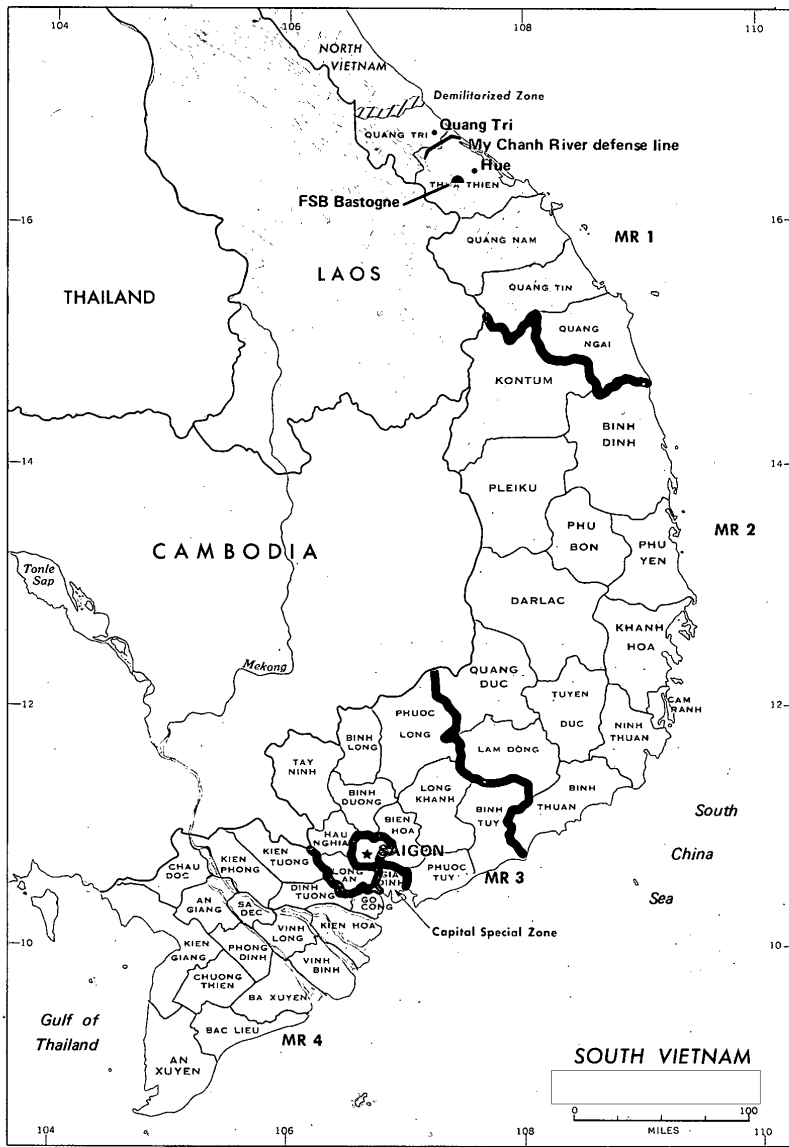 104
106
108
110
NORTH
VIETNAM
Demilitarized Zone
QUANG TRI
Quang Tri
My Chanh River defense line
Hue
THIEN
FSB Bastogne
16
16
QUANG NAM
MR 1
LAOS
THAILAND
QUANG TIN
QUANG
NGAI
KONTUM
BINH
DINH
14
14
PLEIKU
PHU
BON
PHU
YEN
MR 2
CAMBODIA
Tonle
Sap
DARLAC
KHANH
HOA
Mekong
QUANG
DUC
TUYEN
DUC
CAM
RANH
12
12
PHUOC
LONG
NINH
THUAN
BINH
LONG
LAM DONG
TAY
NINH
BINH
DUONG
LONG
KHANH
BINH
TUY
BINH
THUAN
BIEN
HOA
South
China
Sea
HAU
NGHIA
SAIGON
KIEN
TUONG
KIEN
PHONG
CHAU
DOC
LONG
AN
GIA
DINH
PHUOC
TUY
MR 3
DINH
TUONG
GO
CONG
AN
GIANG
SA
DEC
Capital Special Zone
KIEN HOA
VINH
LONG
10
10
KIEN
GIANG
PHONG
DINH
VINH
BINH
CHUONG
THIEN
BA XUYEN
Gulf of
Thailand
BAC LIEU
MR 4
AN
XUYEN
SOUTH VIETNAM
0
100
MILES
104
106
108
110